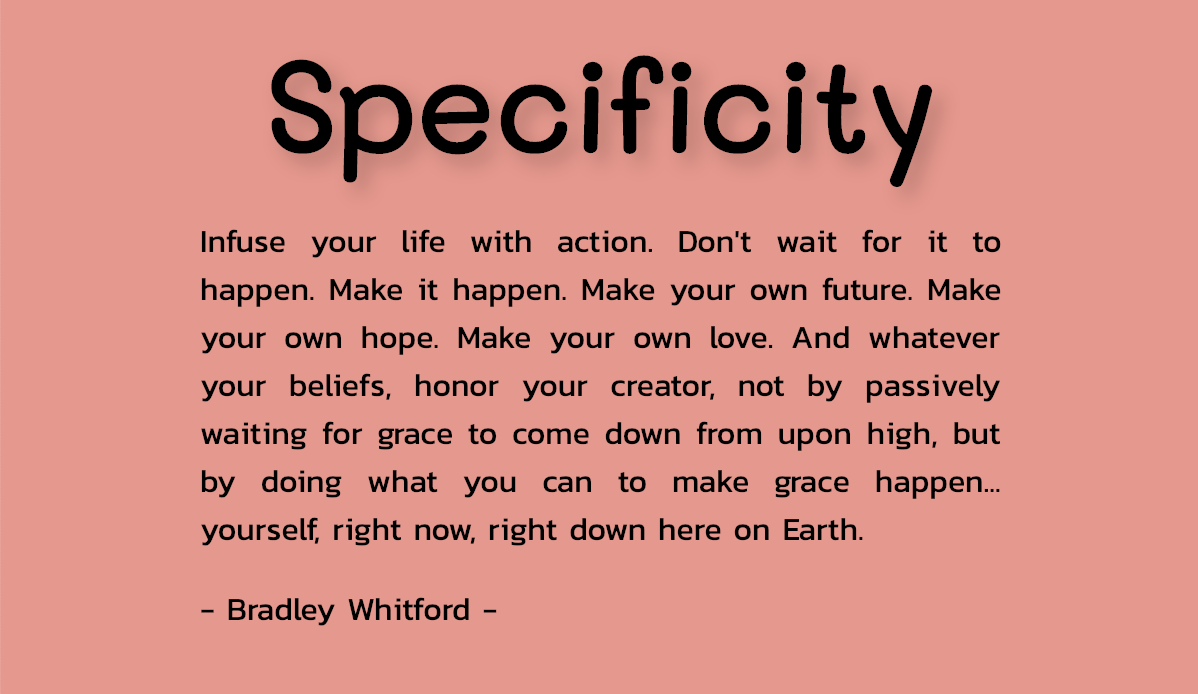 Specificity
Infuse your life with action. Don't wait for it to
happen. Make it happen. Make your own future. Make
your own hope. Make your own love. And whatever
your beliefs, honor your creator, not by passively
waiting for grace to come down from upon high, but
by doing what you can to make grace happen...
yourself, right now, right down here on Earth.
- Bradley Whitford -